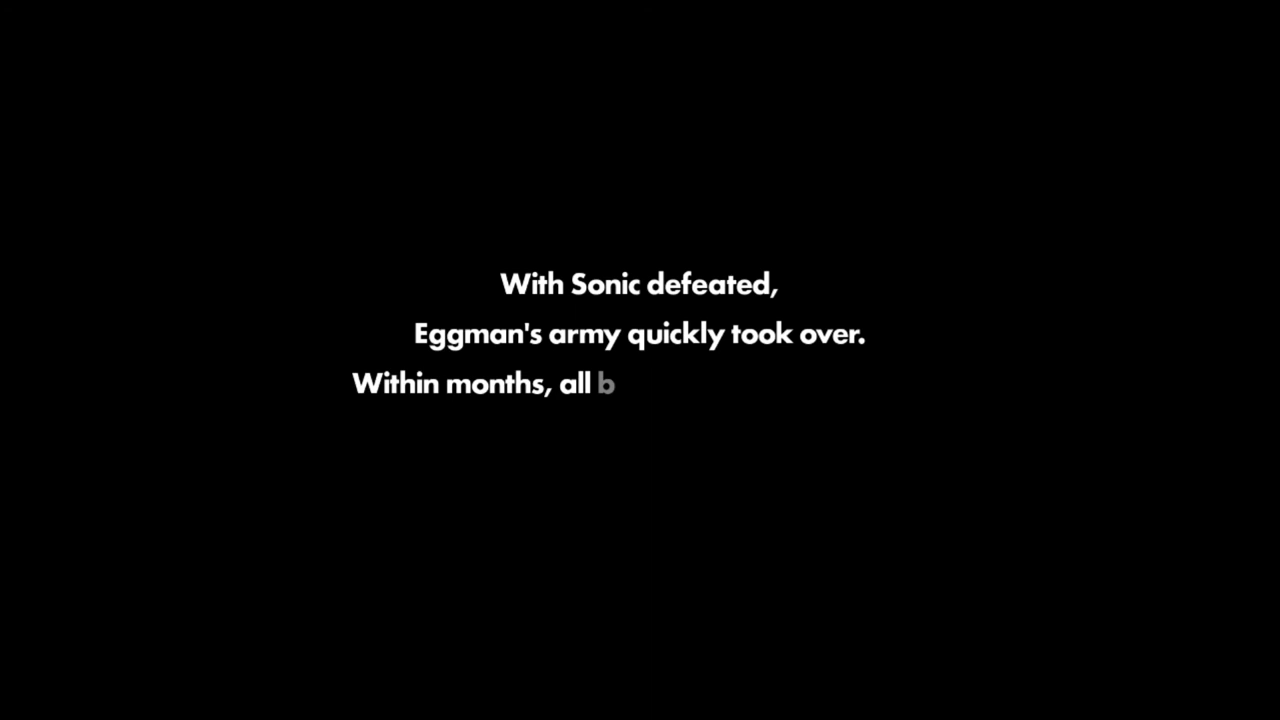 With Sonic defeated,
Eggman's army quickly took over.
Within months, all b